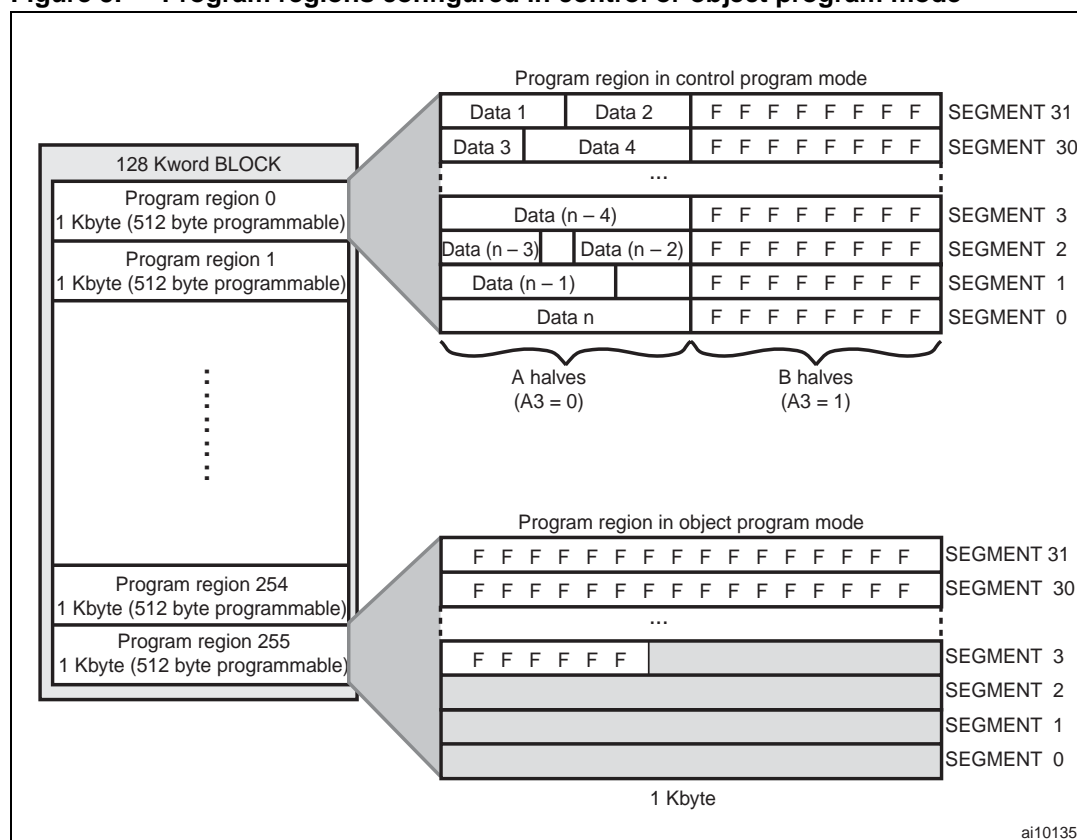 Figure 5. Program regions configured in control or object program mode
Program region in control program mode
128 Kword BLOCK
Program region 0
1 Kbyte (512 byte programmable)
Program region 1
1 Kbyte (512 byte programmable)
Program region 254
1 Kbyte (512 byte programmable)
Program region 255
1 Kbyte (512 byte programmable)
Data 1 Data 2 F F F F F F F F SEGMENT 31
Data 3 Data 4 F F F F F F F F SEGMENT 30
...
Data (n – 4) F F F F F F F F SEGMENT 3
Data (n – 3) Data (n – 2) F F F F F F F F SEGMENT 2
Data (n – 1) F F F F F F F F SEGMENT 1
Data n F F F F F F F F SEGMENT 0
A halves
(A3 = 0)
B halves
(A3 = 1)
Program region in object program mode
F F F F F F F F F F F F F F F F SEGMENT 31
F F F F F F F F F F F F F F F F SEGMENT 30
...
F F F F F F SEGMENT 3
SEGMENT 2
SEGMENT 1
SEGMENT 0
1 Kbyte
ai10135